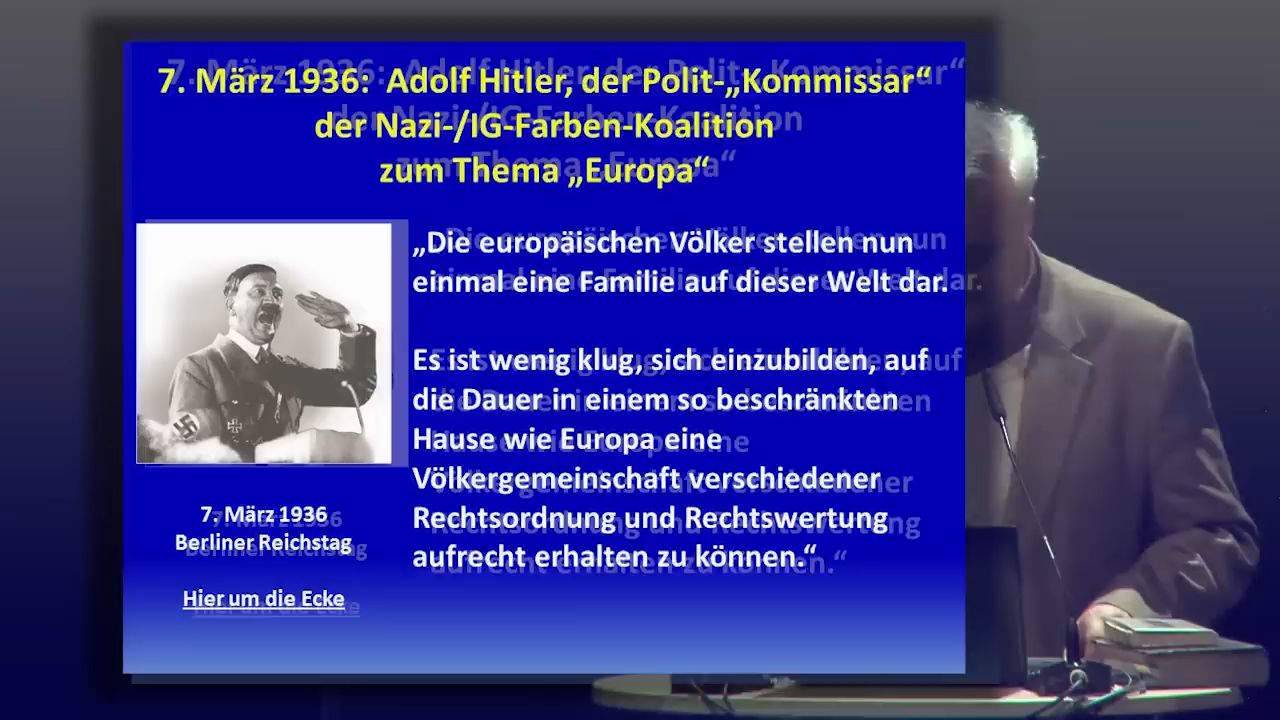 7. März 1936: Adolf Hitler, der Polit-„Kommissar“
der Nazi-/IG-Farben-Koalition
zum Thema „Europa“
„Die europäischen Völker stellen nun
einmal eine Familie auf dieser Welt dar.
Es ist wenig klug, sich einzubilden, auf
die Dauer in einem so beschränkten
Hause wie Europa eine
Völkergemeinschaft verschiedener
Rechtsordnung und Rechtswertung
aufrecht erhalten zu können.“
7. März 1936
Berliner Reichstag
Hier um die Ecke